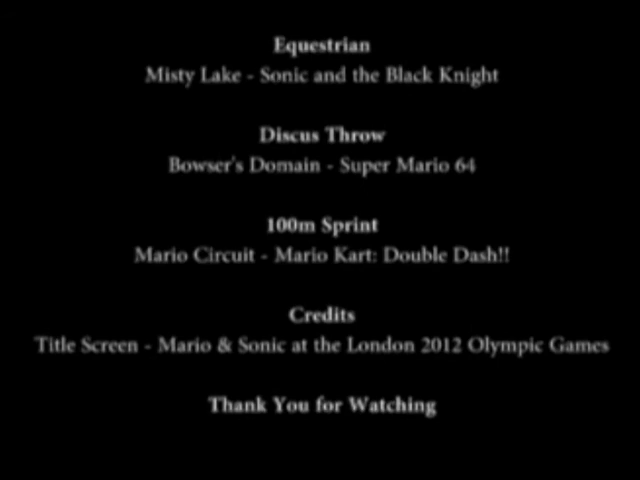 Equestrian
Misty Lake - Sonic and the Black Knight
Discus Throw
Bowser's Domain - Super Mario 64
100m Sprint
Mario Circuit - Mario Kart: Double Dash!!
Credits
Title Screen - Mario & Sonic at the London 2012 Olympic Games
Thank You for Watching